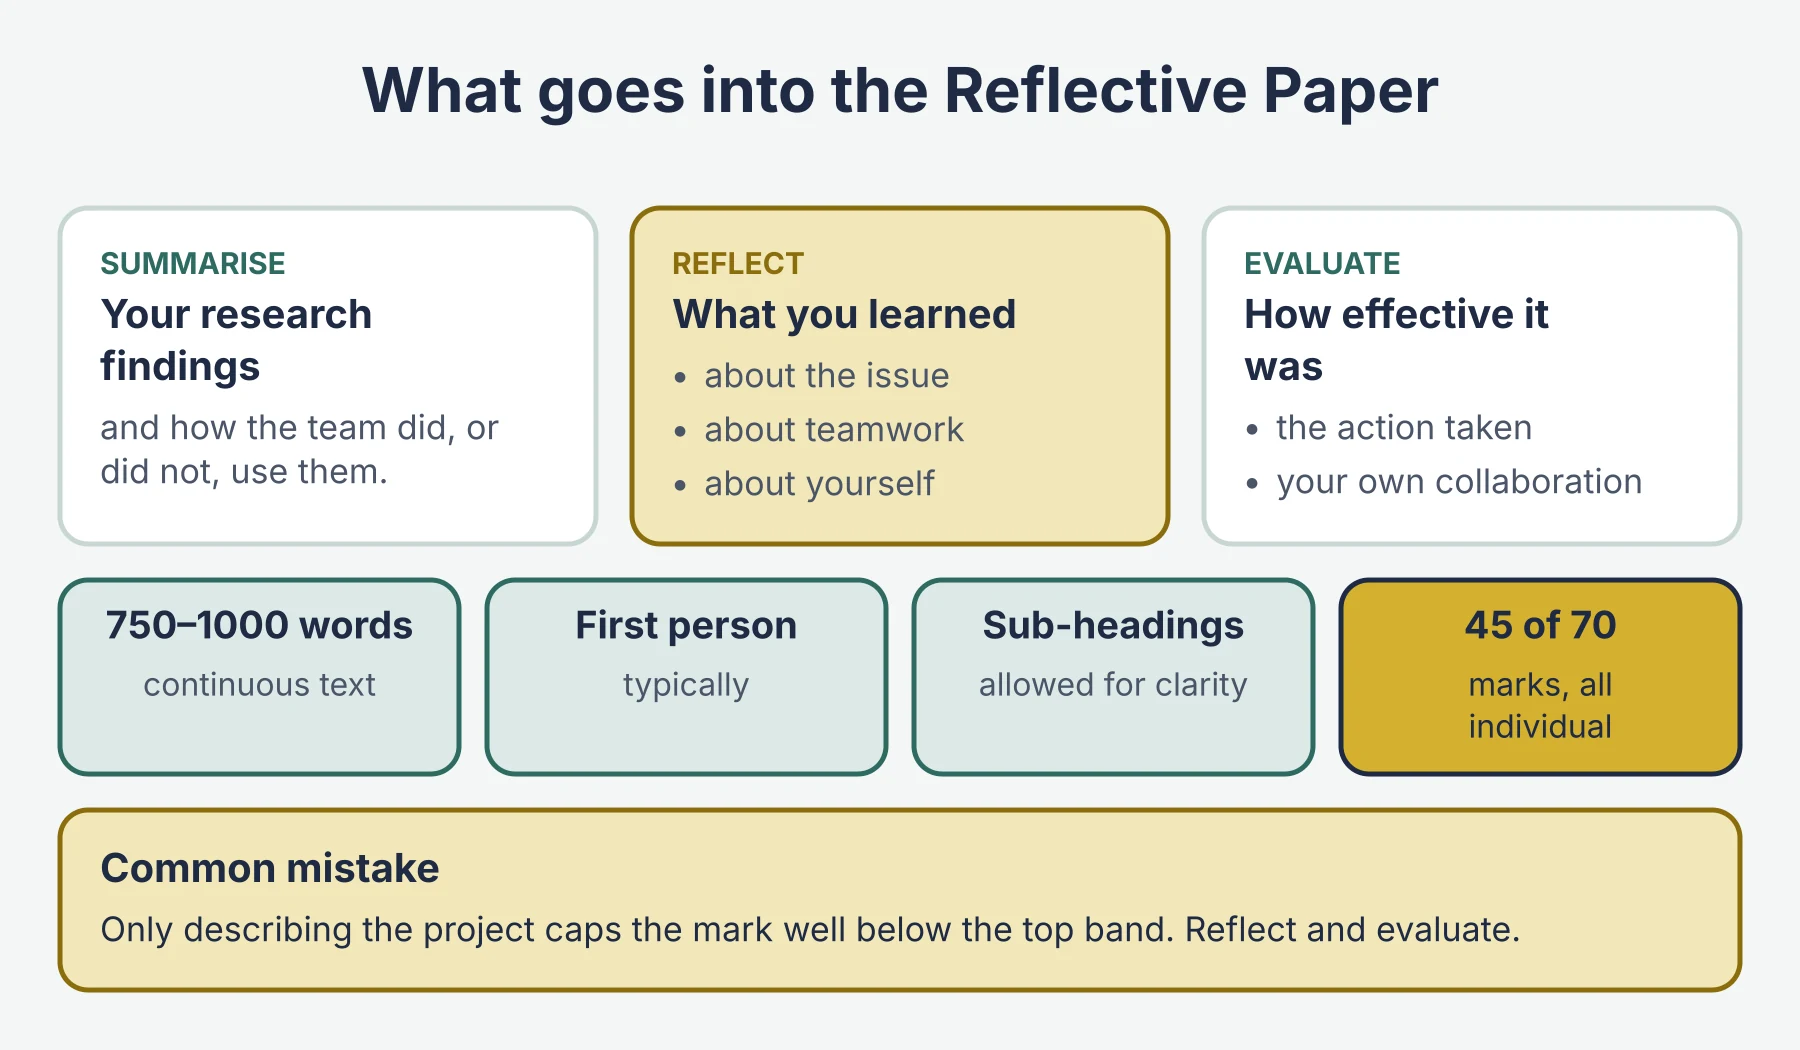 What goes into the Reflective Paper
SUMMARISE
Your research
findings
and how the team did, or
did not, use them.
REFLECT
What you learned
• about the issue
• about teamwork
• about yourself
EVALUATE
How effective it
was
• the action taken
• your own collaboration
750–1000 words
continuous text
First person
typically
Sub-headings
allowed for clarity
45 of 70
marks, all
individual
Common mistake
Only describing the project caps the mark well below the top band. Reflect and evaluate.